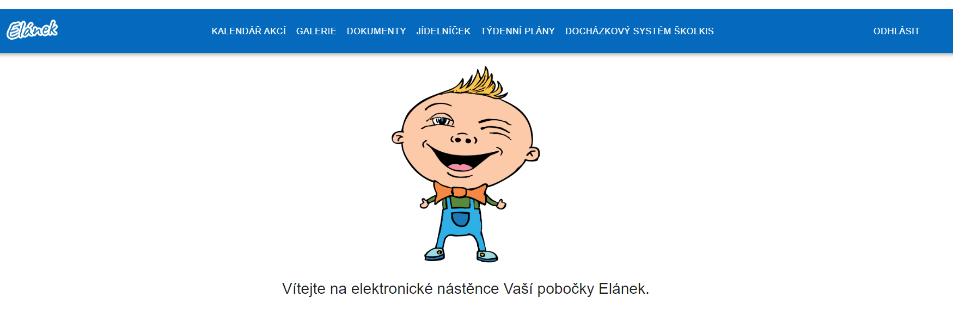 Elánek
KALENDÁŘ AKCÍ GALERIE DOKUMENTY JÍDELNÍČEK TÝDENNÍ PLÁNY DOCHÁZKOVÝ SYSTÉM ŠKOLKIS ODHLÁSIT
Vítejte na elektronické nástěnce Vaší pobočky Elánek.